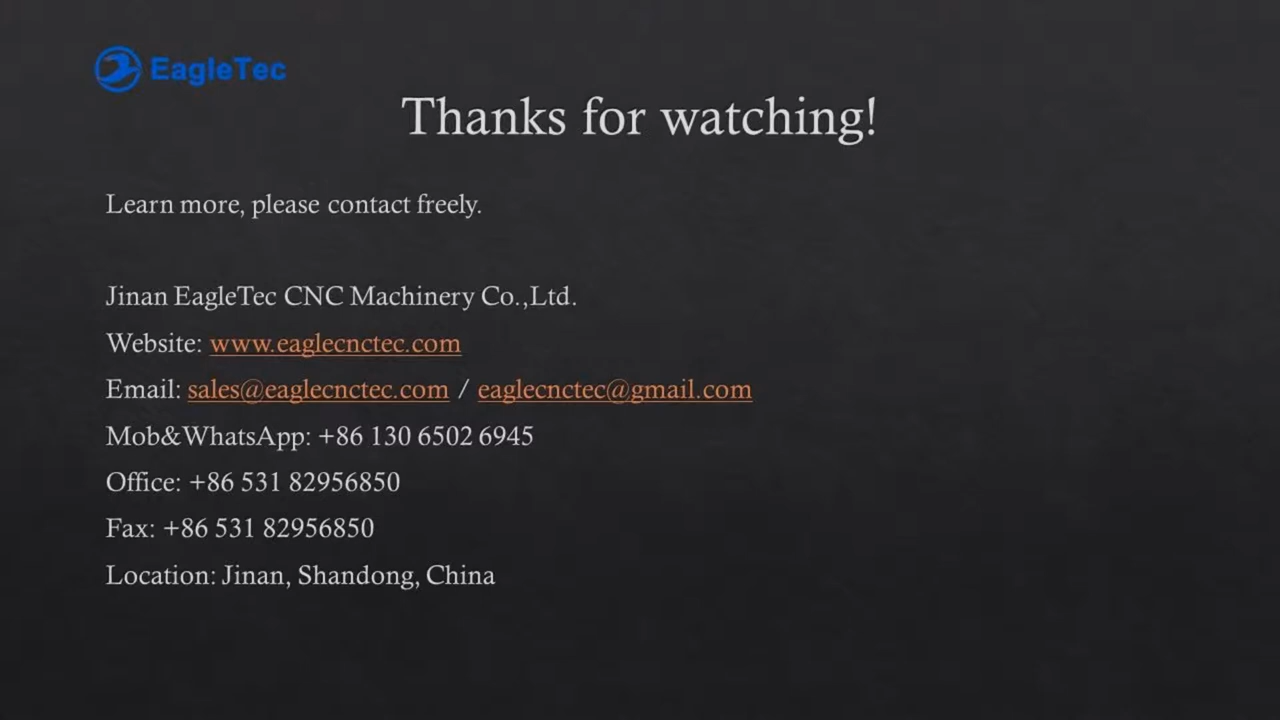 EagleTec
Thanks for watching!
Learn more, please contact freely.
Jinan EagleTec CNC Machinery Co.,Ltd.
Website: www.eaglecnctec.com
Email: sales@eaglecnctec.com / eaglecnctec@gmail.com
Mob&WhatsApp: +86 130 6502 6945
Office: +86 531 82956850
Fax: +86 531 82956850
Location: Jinan, Shandong, China